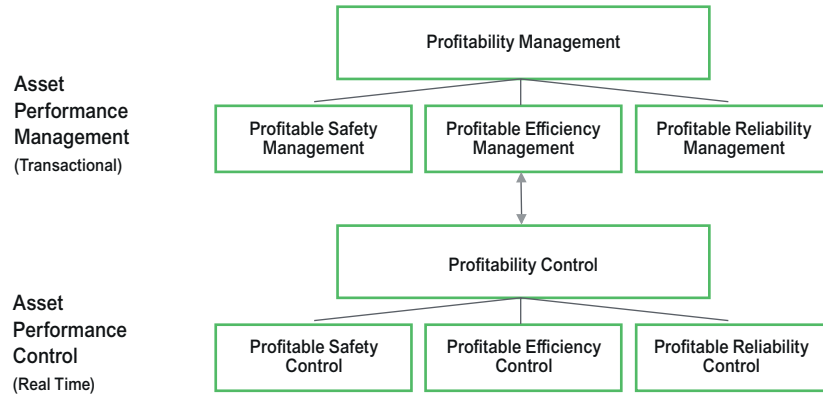 Profitability Management
Asset
Performance
Management
(Transactional)
Profitable Safety
Management
Profitable Efficiency
Management
Profitable Reliability
Management
Profitability Control
Asset
Performance
Control
(Real Time)
Profitable Safety
Control
Profitable Efficiency
Control
Profitable Reliability
Control